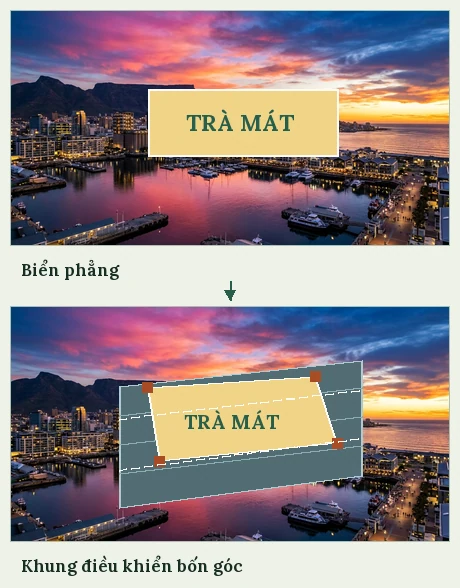 TRÀ MÁT
Biển phẳng
TRÀ MÁT
Khung điều khiển bốn góc